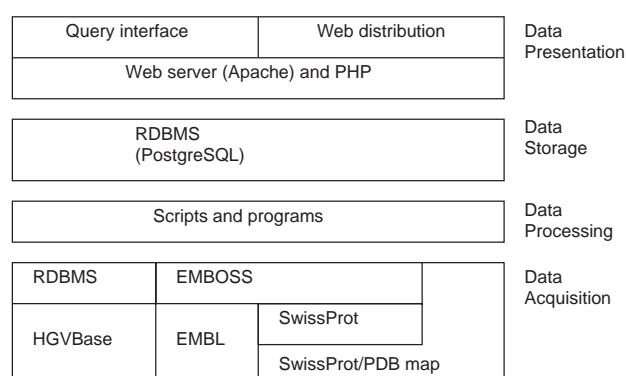 Query interface
Web distribution
Data
Presentation
Web server (Apache) and PHP
RDBMS
(PostgreSQL)
Data
Storage
Scripts and programs
Data
Processing
RDBMS
EMBOSS
Data
Acquisition
HGVBase
EMBL
SwissProt
SwissProt/PDB map